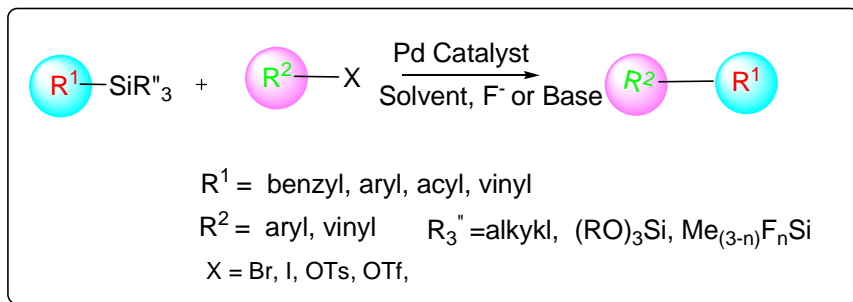 R¹—SiR"₃ + R²—X Pd Catalyst Solvent, F⁻ or Base R²—R¹
R¹ = benzyl, aryl, acyl, vinyl
R² = aryl, vinyl R₃" =alkykl, (RO)₃Si, Me₍₃₋ₙ₎FₙSi
X = Br, I, OTs, OTf,